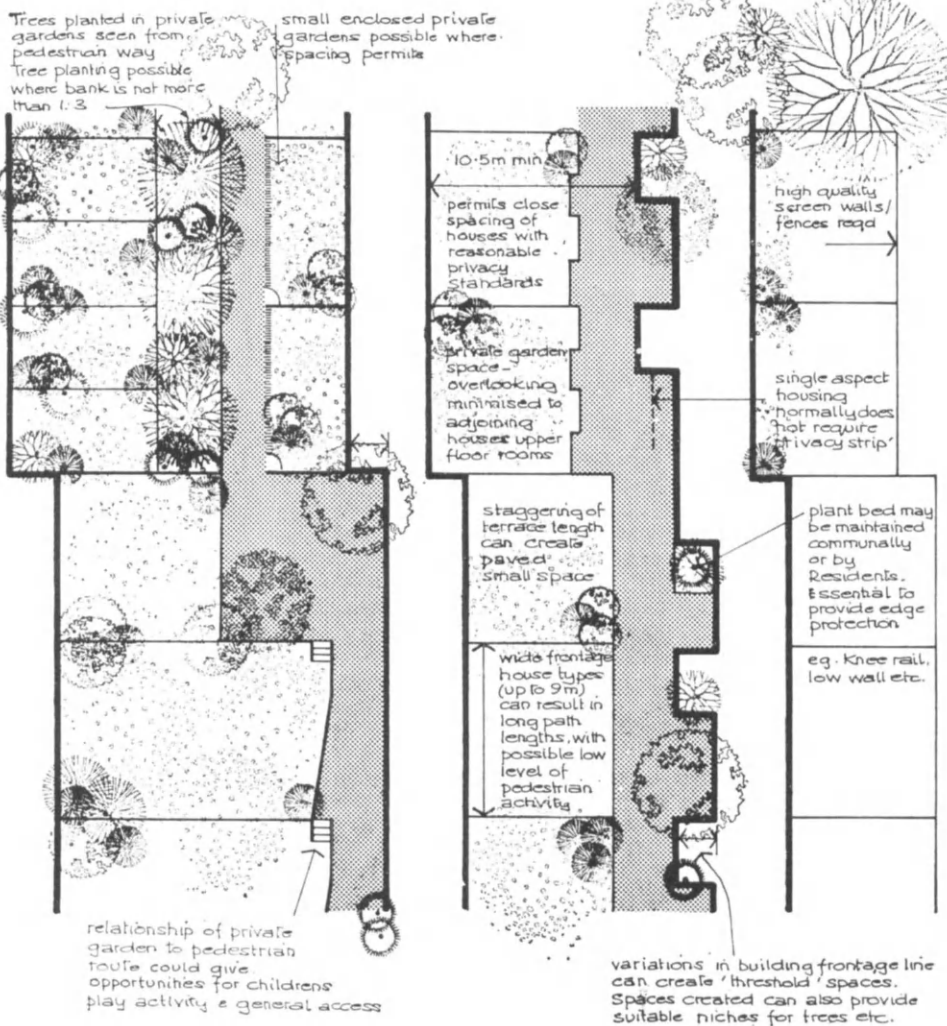 Trees planted in private
gardens seen from
pedestrian way
Tree planting possible
where bank is not more
than 1:3
small enclosed private
gardens possible where
spacing permits
10·5m min
permits close
spacing of
houses with
reasonable
privacy
standards
private garden
space–
overlooking
minimised to
adjoining
houses upper
floor rooms
staggering of
terrace length
can create
paved
small space
wide frontage
house types
(up to 9m)
can result in
long path
lengths, with
possible low
level of
pedestrian
activity
high quality
screen walls/
fences reqd
single aspect
housing
normally does
not require
'privacy strip'
plant bed may
be maintained
communally
or by
Residents.
Essential to
provide edge
protection
eg. Knee rail,
low wall etc.
relationship of private
garden to pedestrian
route could give
opportunities for childrens
play activity & general access
variations in building frontage line
can create 'threshold' spaces.
Spaces created can also provide
suitable niches for trees etc.